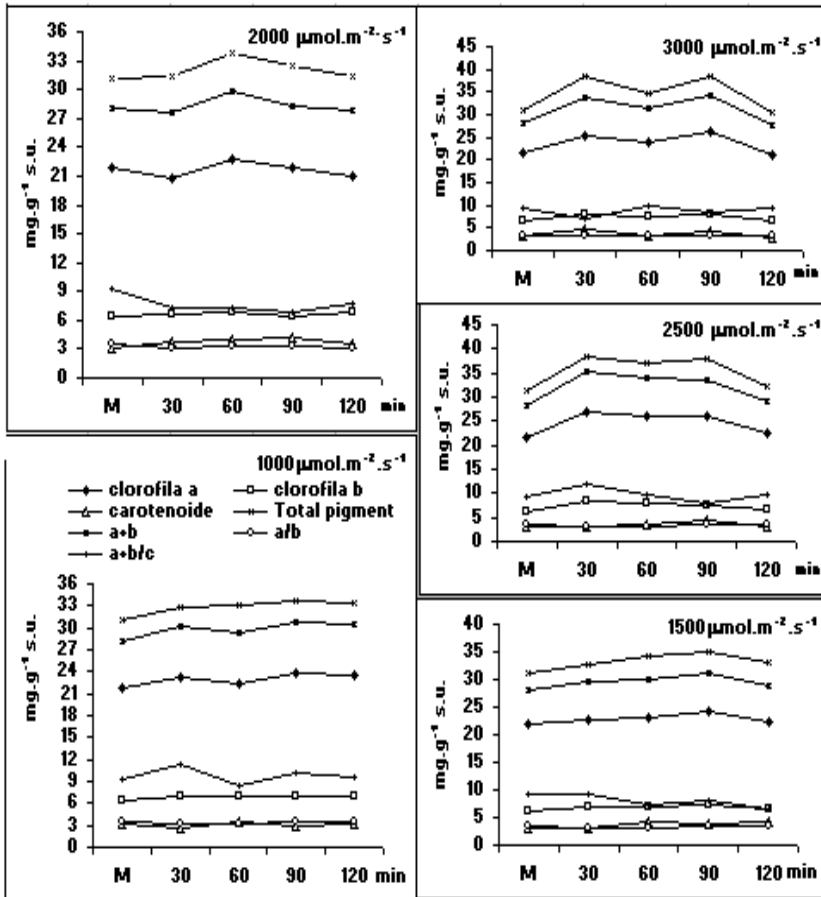 2000 µmol.m⁻²·s⁻¹
mg.g⁻¹ s.u.
36
33
30
27
24
21
18
15
12
9
6
3
0
M 30 60 90 120 min
3000 µmol.m⁻².s⁻¹
mg.g⁻¹ s.u.
45
40
35
30
25
20
15
10
5
0
M 30 60 90 120 min
2500 µmol.m⁻².s⁻¹
mg.g⁻¹ s.u.
45
40
35
30
25
20
15
10
5
0
M 30 60 90 120 min
1000µmol.m⁻².s⁻¹
clorofila a clorofila b
carotenoide Total pigment
a+b a/b
a+b/c
mg.g⁻¹ s.u.
36
33
30
27
24
21
18
15
12
9
6
3
0
M 30 60 90 120 min
1500µmol.m⁻².s⁻¹
mg.g⁻¹ s.u.
40
35
30
25
20
15
10
5
0
M 30 60 90 120 min